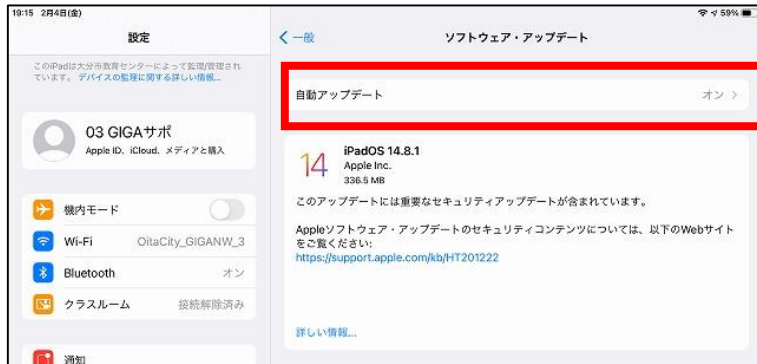 19:15 2月4日(金)
59%
設定
このiPadは大分市教育センターによって監理/管理され
ています。デバイスの監理に関する詳しい情報...
03 GIGAサポ
Apple ID、iCloud、メディアと購入
機内モード
Wi-Fi OitaCity_GIGANW_3
Bluetooth オン
クラスルーム 接続解除済み
通知
一般 ソフトウェア・アップデート
自動アップデート オン
14
iPadOS 14.8.1
Apple Inc.
336.5 MB
このアップデートには重要なセキュリティアップデートが含まれています。
Appleソフトウェア・アップデートのセキュリティコンテンツについては、以下のWebサイト
をご覧ください:
https://support.apple.com/kb/HT201222
詳しい情報...